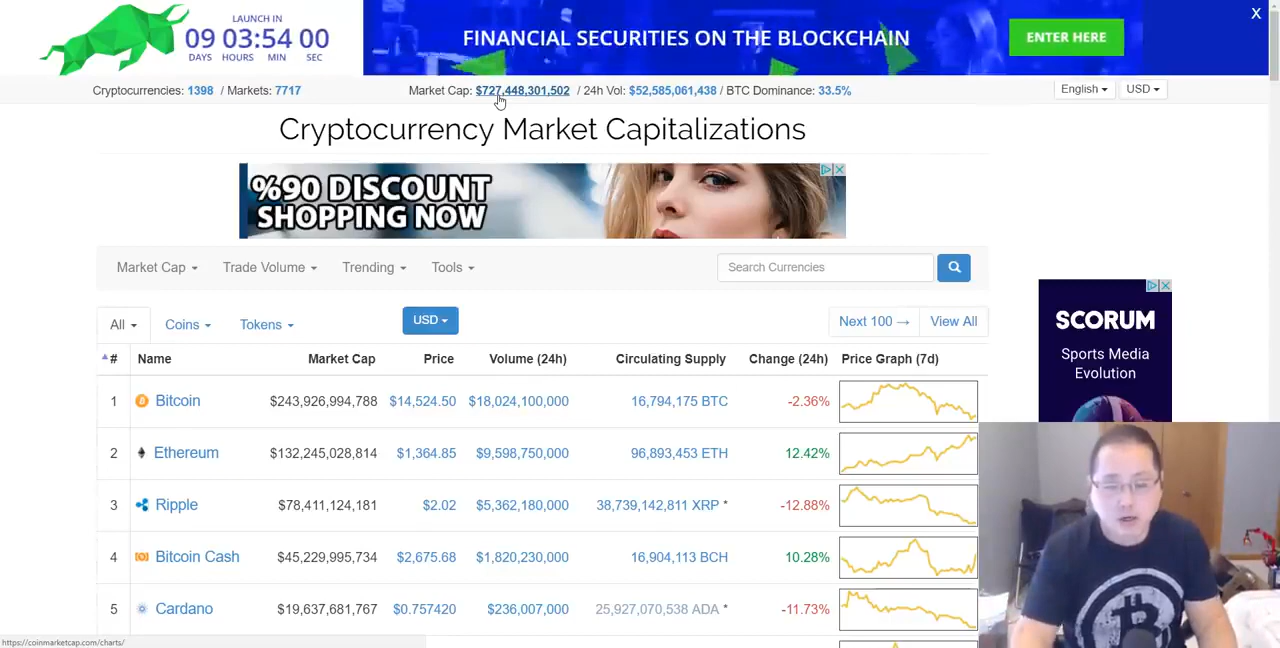 LAUNCH IN
09 03:54 00
DAYS HOURS MIN SEC
FINANCIAL SECURITIES ON THE BLOCKCHAIN
ENTER HERE
X
Cryptocurrencies: 1398 / Markets: 7717
Market Cap: $727,448,301,502 / 24h Vol: $52,585,061,438 / BTC Dominance: 33.5%
English
USD
Cryptocurrency Market Capitalizations
%90 DISCOUNT
SHOPPING NOW
Market Cap
Trade Volume
Trending
Tools
Search Currencies
All
Coins
Tokens
USD
Next 100 →
View All
# Name Market Cap Price Volume (24h) Circulating Supply Change (24h) Price Graph (7d)
1 Bitcoin $243,926,994,788 $14,524.50 $18,024,100,000 16,794,175 BTC -2.36%
2 Ethereum $132,245,028,814 $1,364.85 $9,598,750,000 96,893,453 ETH 12.42%
3 Ripple $78,411,124,181 $2.02 $5,362,180,000 38,739,142,811 XRP * -12.88%
4 Bitcoin Cash $45,229,995,734 $2,675.68 $1,820,230,000 16,904,113 BCH 10.28%
5 Cardano $19,637,681,767 $0.757420 $236,007,000 25,927,070,538 ADA * -11.73%
SCORUM
Sports Media
Evolution
https://coinmarketcap.com/charts/